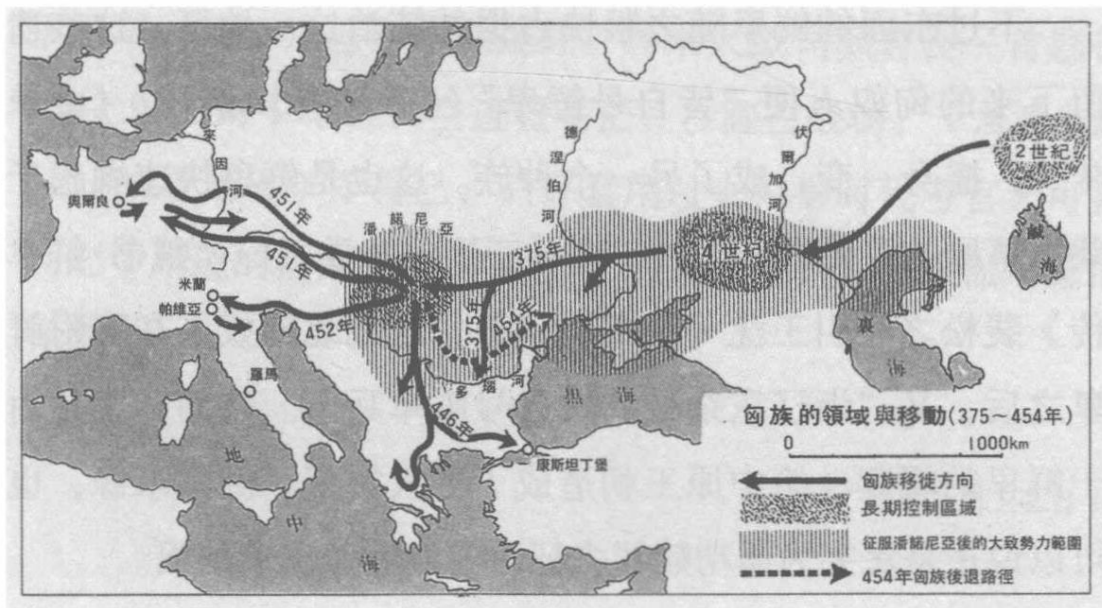 來因河
奧爾良
451年
451年
潘諾尼亞
米蘭
帕維亞
452年
羅馬
地中海
375年
375年
454年
446年
多瑙河
康斯坦丁堡
黑海
德涅伯河
伏爾加河
4世紀
2世紀
鹹海
裏海
匈族的領域與移動(375~454年)
0 1000km
匈族移徙方向
長期控制區域
征服潘諾尼亞後的大致勢力範圍
454年匈族後退路徑